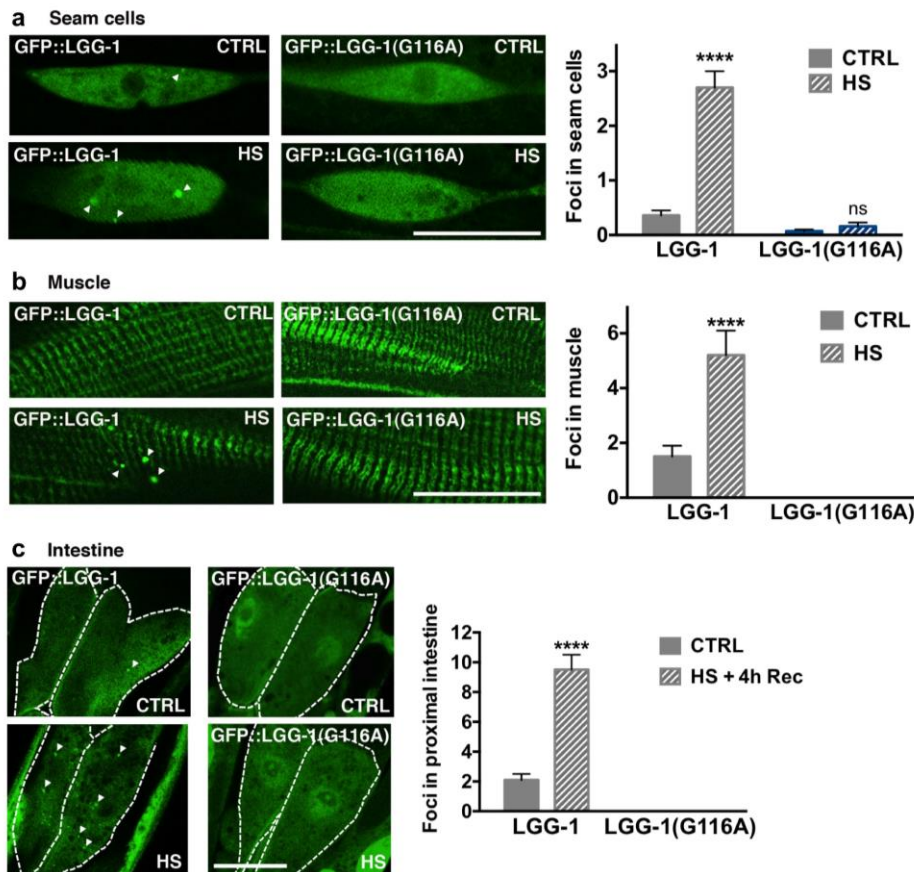 a Seam cells
GFP::LGG-1 CTRL
GFP::LGG-1(G116A) CTRL
GFP::LGG-1 HS
GFP::LGG-1(G116A) HS
Foci in seam cells
3
2
1
0
****
ns
CTRL
HS
LGG-1 LGG-1(G116A)
b Muscle
GFP::LGG-1 CTRL
GFP::LGG-1(G116A) CTRL
GFP::LGG-1 HS
GFP::LGG-1(G116A) HS
Foci in muscle
6
4
2
0
****
CTRL
HS
LGG-1 LGG-1(G116A)
c Intestine
GFP::LGG-1
CTRL
GFP::LGG-1(G116A)
CTRL
GFP::LGG-1
HS
GFP::LGG-1(G116A)
HS
Foci in proximal intestine
12
10
8
6
4
2
0
****
CTRL
HS + 4h Rec
LGG-1 LGG-1(G116A)